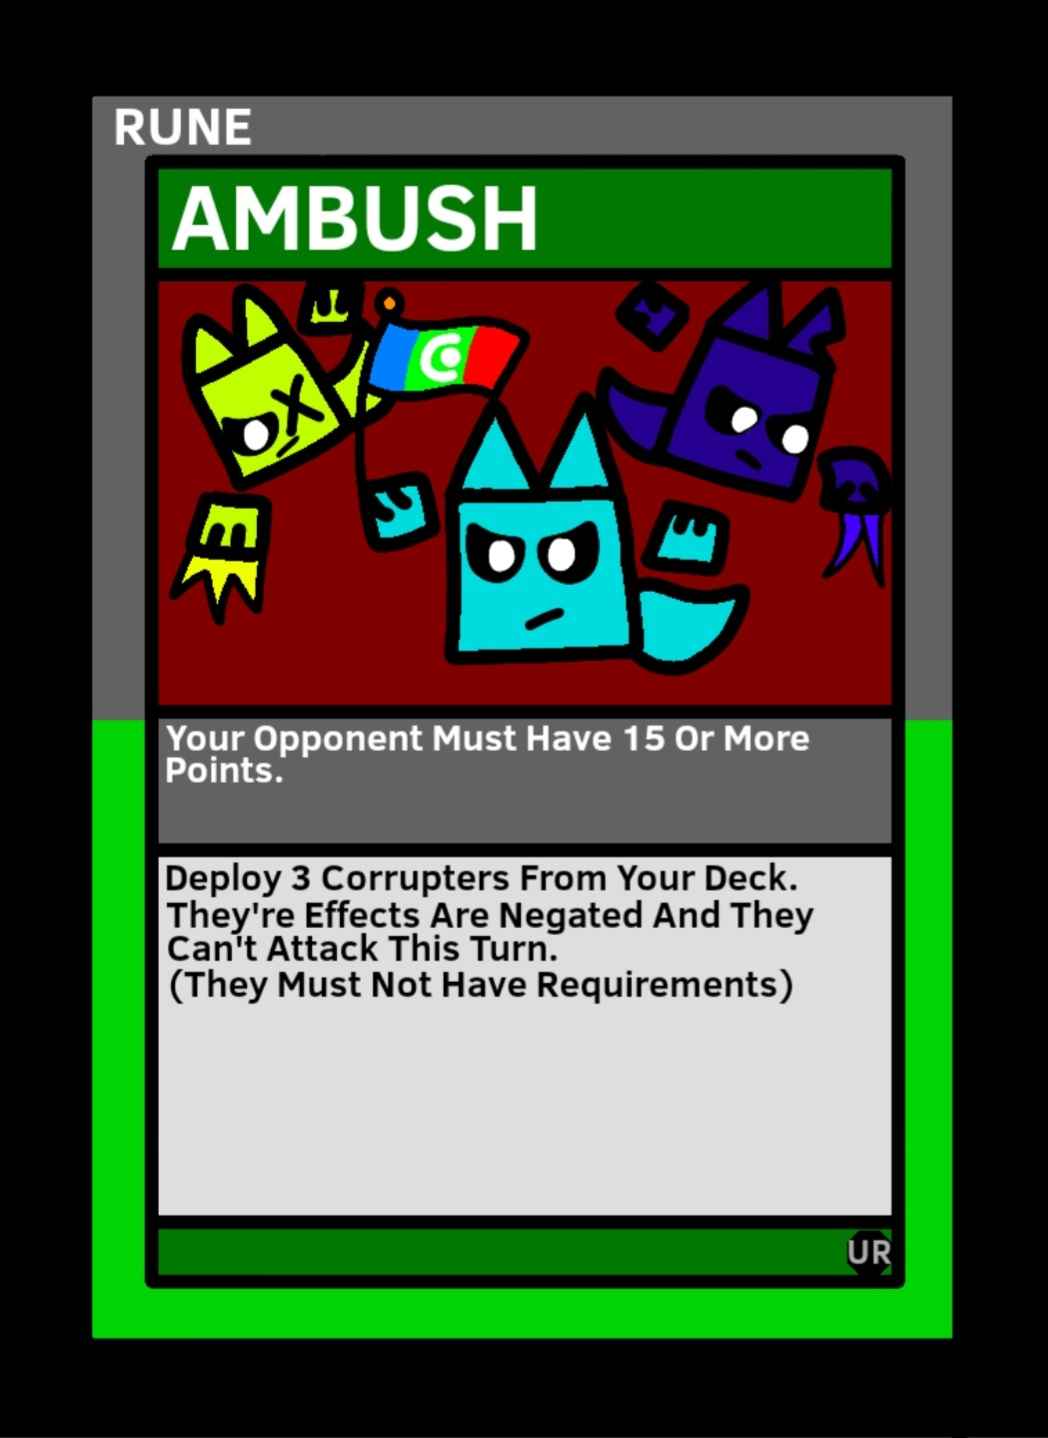 RUNE
AMBUSH
Your Opponent Must Have 15 Or More
Points.
Deploy 3 Corrupters From Your Deck.
They're Effects Are Negated And They
Can't Attack This Turn.
(They Must Not Have Requirements)
UR